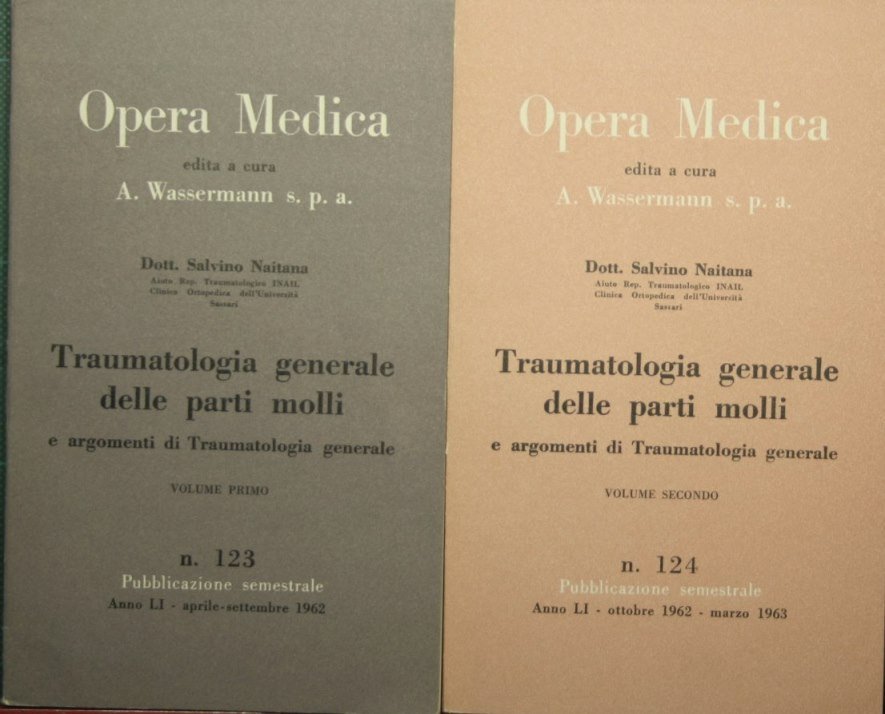 Opera Medica
edita a cura
A. Wassermann s. p. a.
Dott. Salvino Naitana
Aiuto Rep. Traumatologico INAIL
Clinica Ortopedica dell'Università
Sassari
Traumatologia generale
delle parti molli
e argomenti di Traumatologia generale
VOLUME PRIMO
n. 123
Pubblicazione semestrale
Anno LI - aprile-settembre 1962
Opera Medica
edita a cura
A. Wassermann s. p. a.
Dott. Salvino Naitana
Aiuto Rep. Traumatologico INAIL
Clinica Ortopedica dell'Università
Sassari
Traumatologia generale
delle parti molli
e argomenti di Traumatologia generale
VOLUME SECONDO
n. 124
Pubblicazione semestrale
Anno LI - ottobre 1962 - marzo 1963